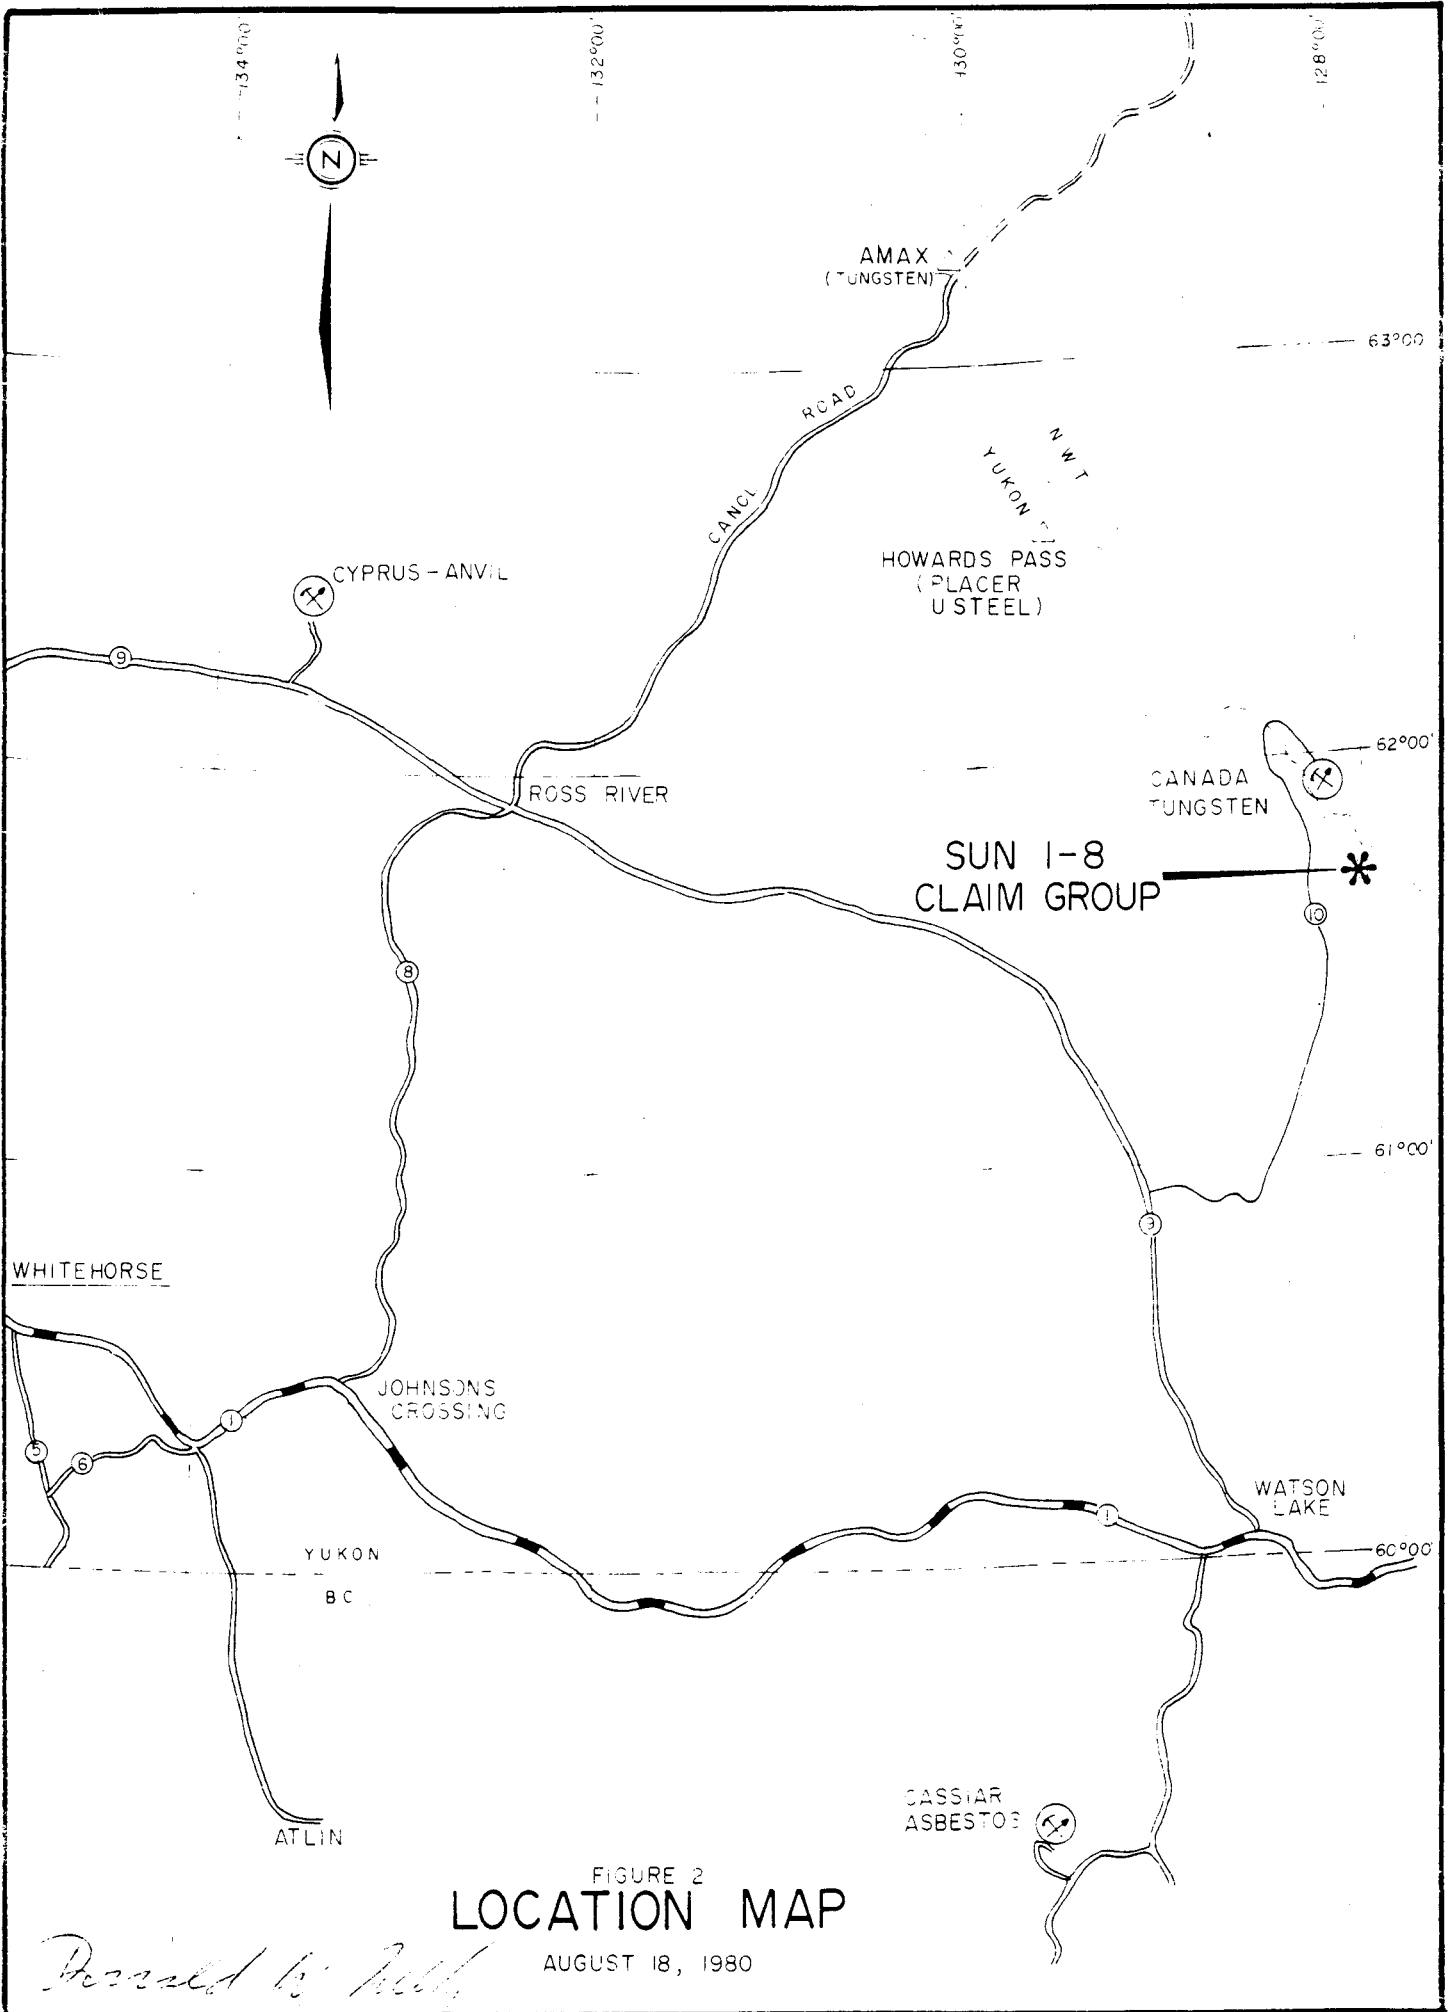 134°00'
132°00'
130°00'
128°00'
N
AMAX
(TUNGSTEN)
63°00
CANOL ROAD
NWT
YUKON
HOWARDS PASS
(PLACER
USTEEL)
CYPRUS-ANVIL
9
62°00'
CANADA
TUNGSTEN
ROSS RIVER
SUN 1-8
CLAIM GROUP
10
8
61°00'
9
WHITEHORSE
JOHNSONS
CROSSING
1
5
6
WATSON
LAKE
1
60°00'
YUKON
BC
CASSIAR
ASBESTOS
ATLIN
FIGURE 2
LOCATION MAP
AUGUST 18, 1980